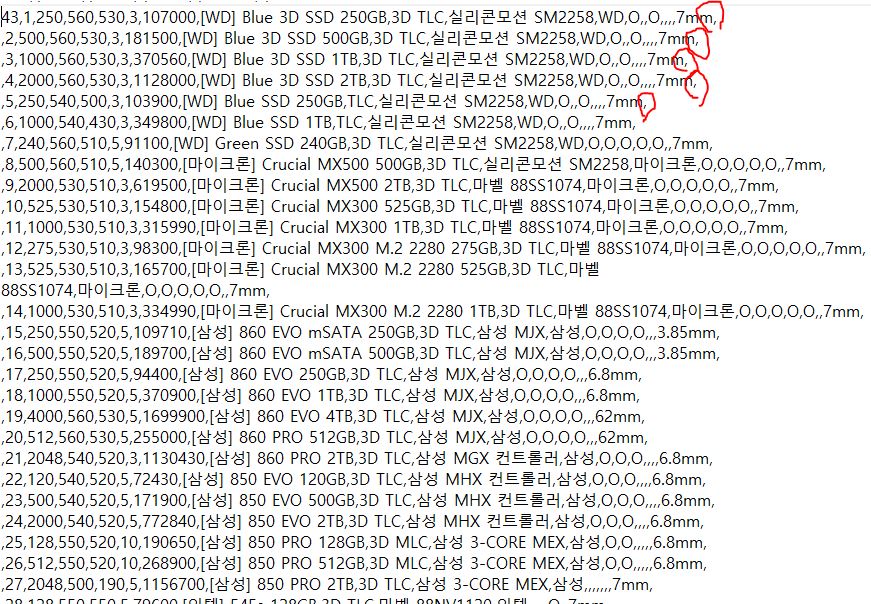 43,1,250,560,530,3,107000,[WD] Blue 3D SSD 250GB,3D TLC,실리콘모션 SM2258,WD,O,,O,,,,7mm,
,2,500,560,530,3,181500,[WD] Blue 3D SSD 500GB,3D TLC,실리콘모션 SM2258,WD,O,,O,,,,7mm,
,3,1000,560,530,3,370560,[WD] Blue 3D SSD 1TB,3D TLC,실리콘모션 SM2258,WD,O,,O,,,,7mm,
,4,2000,560,530,3,1128000,[WD] Blue 3D SSD 2TB,3D TLC,실리콘모션 SM2258,WD,O,,O,,,,7mm,
,5,250,540,500,3,103900,[WD] Blue SSD 250GB,TLC,실리콘모션 SM2258,WD,O,,O,,,,7mm,
,6,1000,540,430,3,349800,[WD] Blue SSD 1TB,TLC,실리콘모션 SM2258,WD,O,,O,,,,7mm,
,7,240,560,510,5,91100,[WD] Green SSD 240GB,3D TLC,실리콘모션 SM2258,WD,O,O,O,O,O,,7mm,
,8,500,560,510,5,140300,[마이크론] Crucial MX500 500GB,3D TLC,실리콘모션 SM2258,마이크론,O,O,O,O,O,,7mm,
,9,2000,530,510,3,619500,[마이크론] Crucial MX500 2TB,3D TLC,마벨 88SS1074,마이크론,O,O,O,O,O,,7mm,
,10,525,530,510,3,154800,[마이크론] Crucial MX300 525GB,3D TLC,마벨 88SS1074,마이크론,O,O,O,O,O,,7mm,
,11,1000,530,510,3,315990,[마이크론] Crucial MX300 1TB,3D TLC,마벨 88SS1074,마이크론,O,O,O,O,O,,7mm,
,12,275,530,510,3,98300,[마이크론] Crucial MX300 M.2 2280 275GB,3D TLC,마벨 88SS1074,마이크론,O,O,O,O,O,,7mm,
,13,525,530,510,3,165700,[마이크론] Crucial MX300 M.2 2280 525GB,3D TLC,마벨
88SS1074,마이크론,O,O,O,O,O,,7mm,
,14,1000,530,510,3,334990,[마이크론] Crucial MX300 M.2 2280 1TB,3D TLC,마벨 88SS1074,마이크론,O,O,O,O,O,,7mm,
,15,250,550,520,5,109710,[삼성] 860 EVO mSATA 250GB,3D TLC,삼성 MJX,삼성,O,O,O,O,,,3.85mm,
,16,500,550,520,5,189700,[삼성] 860 EVO mSATA 500GB,3D TLC,삼성 MJX,삼성,O,O,O,O,,,3.85mm,
,17,250,550,520,5,94400,[삼성] 860 EVO 250GB,3D TLC,삼성 MJX,삼성,O,O,O,O,,,6.8mm,
,18,1000,550,520,5,370900,[삼성] 860 EVO 1TB,3D TLC,삼성 MJX,삼성,O,O,O,O,,,6.8mm,
,19,4000,560,530,5,1699900,[삼성] 860 EVO 4TB,3D TLC,삼성 MJX,삼성,O,O,O,O,,,62mm,
,20,512,560,530,5,255000,[삼성] 860 PRO 512GB,3D TLC,삼성 MJX,삼성,O,O,O,O,,,62mm,
,21,2048,540,520,3,1130430,[삼성] 860 PRO 2TB,3D TLC,삼성 MGX 컨트롤러,삼성,O,O,O,,,,6.8mm,
,22,120,540,520,5,72430,[삼성] 850 EVO 120GB,3D TLC,삼성 MHX 컨트롤러,삼성,O,O,O,,,,6.8mm,
,23,500,540,520,5,171900,[삼성] 850 EVO 500GB,3D TLC,삼성 MHX 컨트롤러,삼성,O,O,O,,,,6.8mm,
,24,2000,540,520,5,772840,[삼성] 850 EVO 2TB,3D TLC,삼성 MHX 컨트롤러,삼성,O,O,O,,,,6.8mm,
,25,128,550,520,10,190650,[삼성] 850 PRO 128GB,3D MLC,삼성 3-CORE MEX,삼성,O,O,,,,,6.8mm,
,26,512,550,520,10,268900,[삼성] 850 PRO 512GB,3D MLC,삼성 3-CORE MEX,삼성,O,O,,,,,6.8mm,
,27,2048,500,190,5,1156700,[삼성] 850 PRO 2TB,3D TLC,삼성 3-CORE MEX,삼성,,,,,,,7mm,